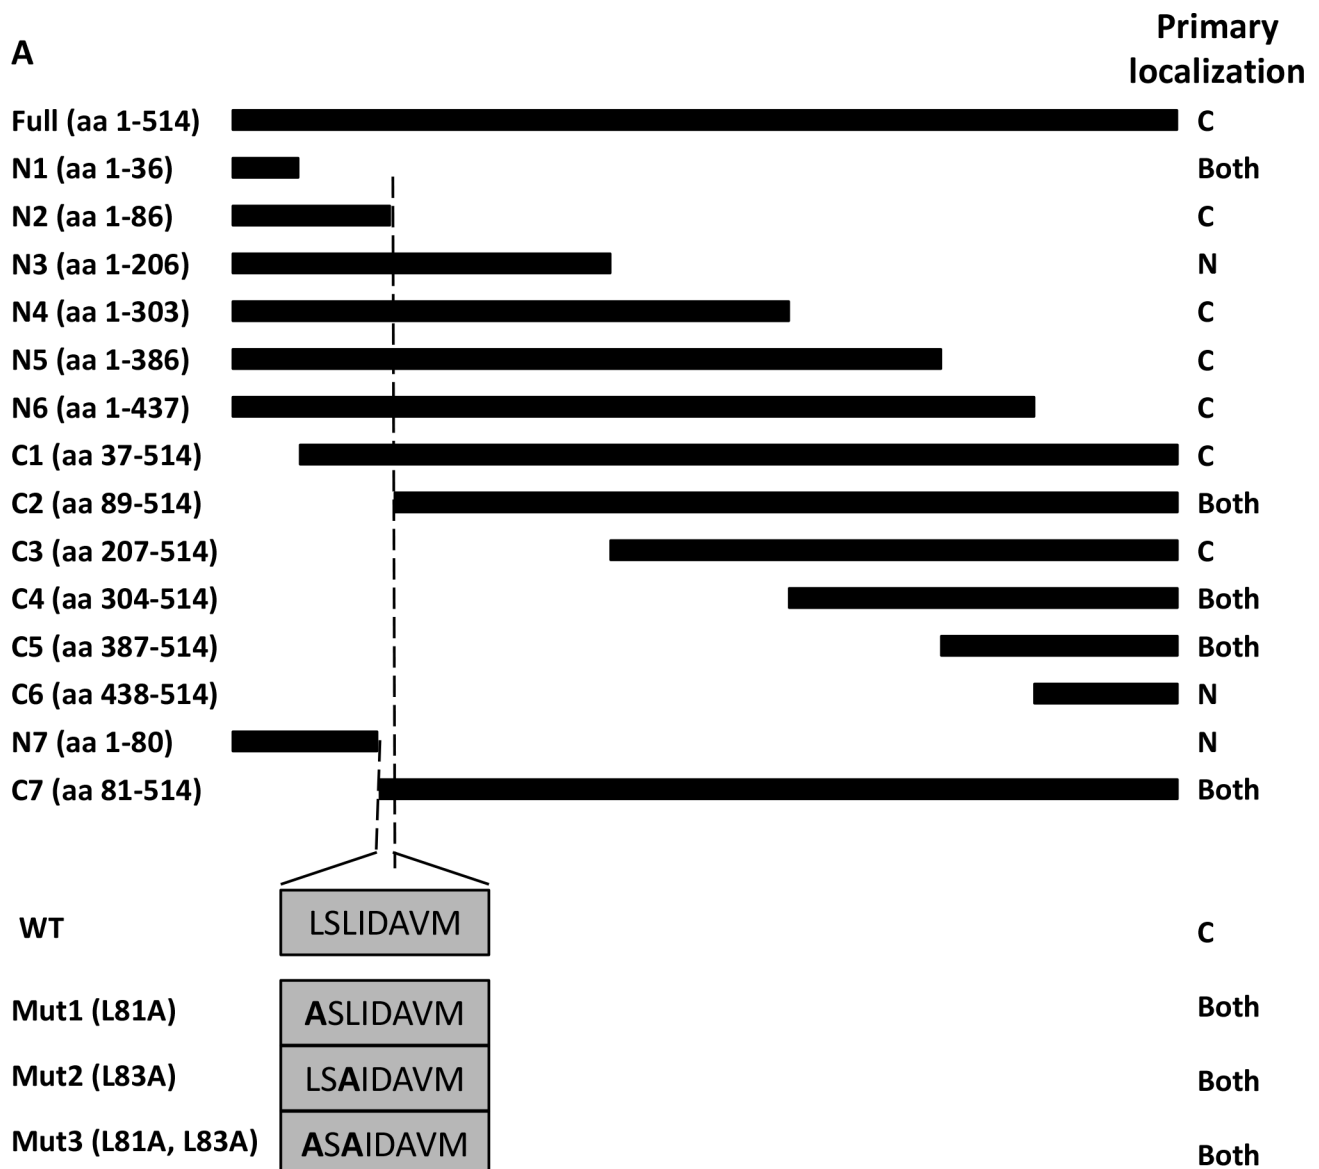 A
Primary
localization
Full (aa 1-514) C
N1 (aa 1-36) Both
N2 (aa 1-86) C
N3 (aa 1-206) N
N4 (aa 1-303) C
N5 (aa 1-386) C
N6 (aa 1-437) C
C1 (aa 37-514) C
C2 (aa 89-514) Both
C3 (aa 207-514) C
C4 (aa 304-514) Both
C5 (aa 387-514) Both
C6 (aa 438-514) N
N7 (aa 1-80) N
C7 (aa 81-514) Both
WT LSLIDAVM C
Mut1 (L81A) ASLIDAVM Both
Mut2 (L83A) LSAIDAVM Both
Mut3 (L81A, L83A) ASAIDAVM Both